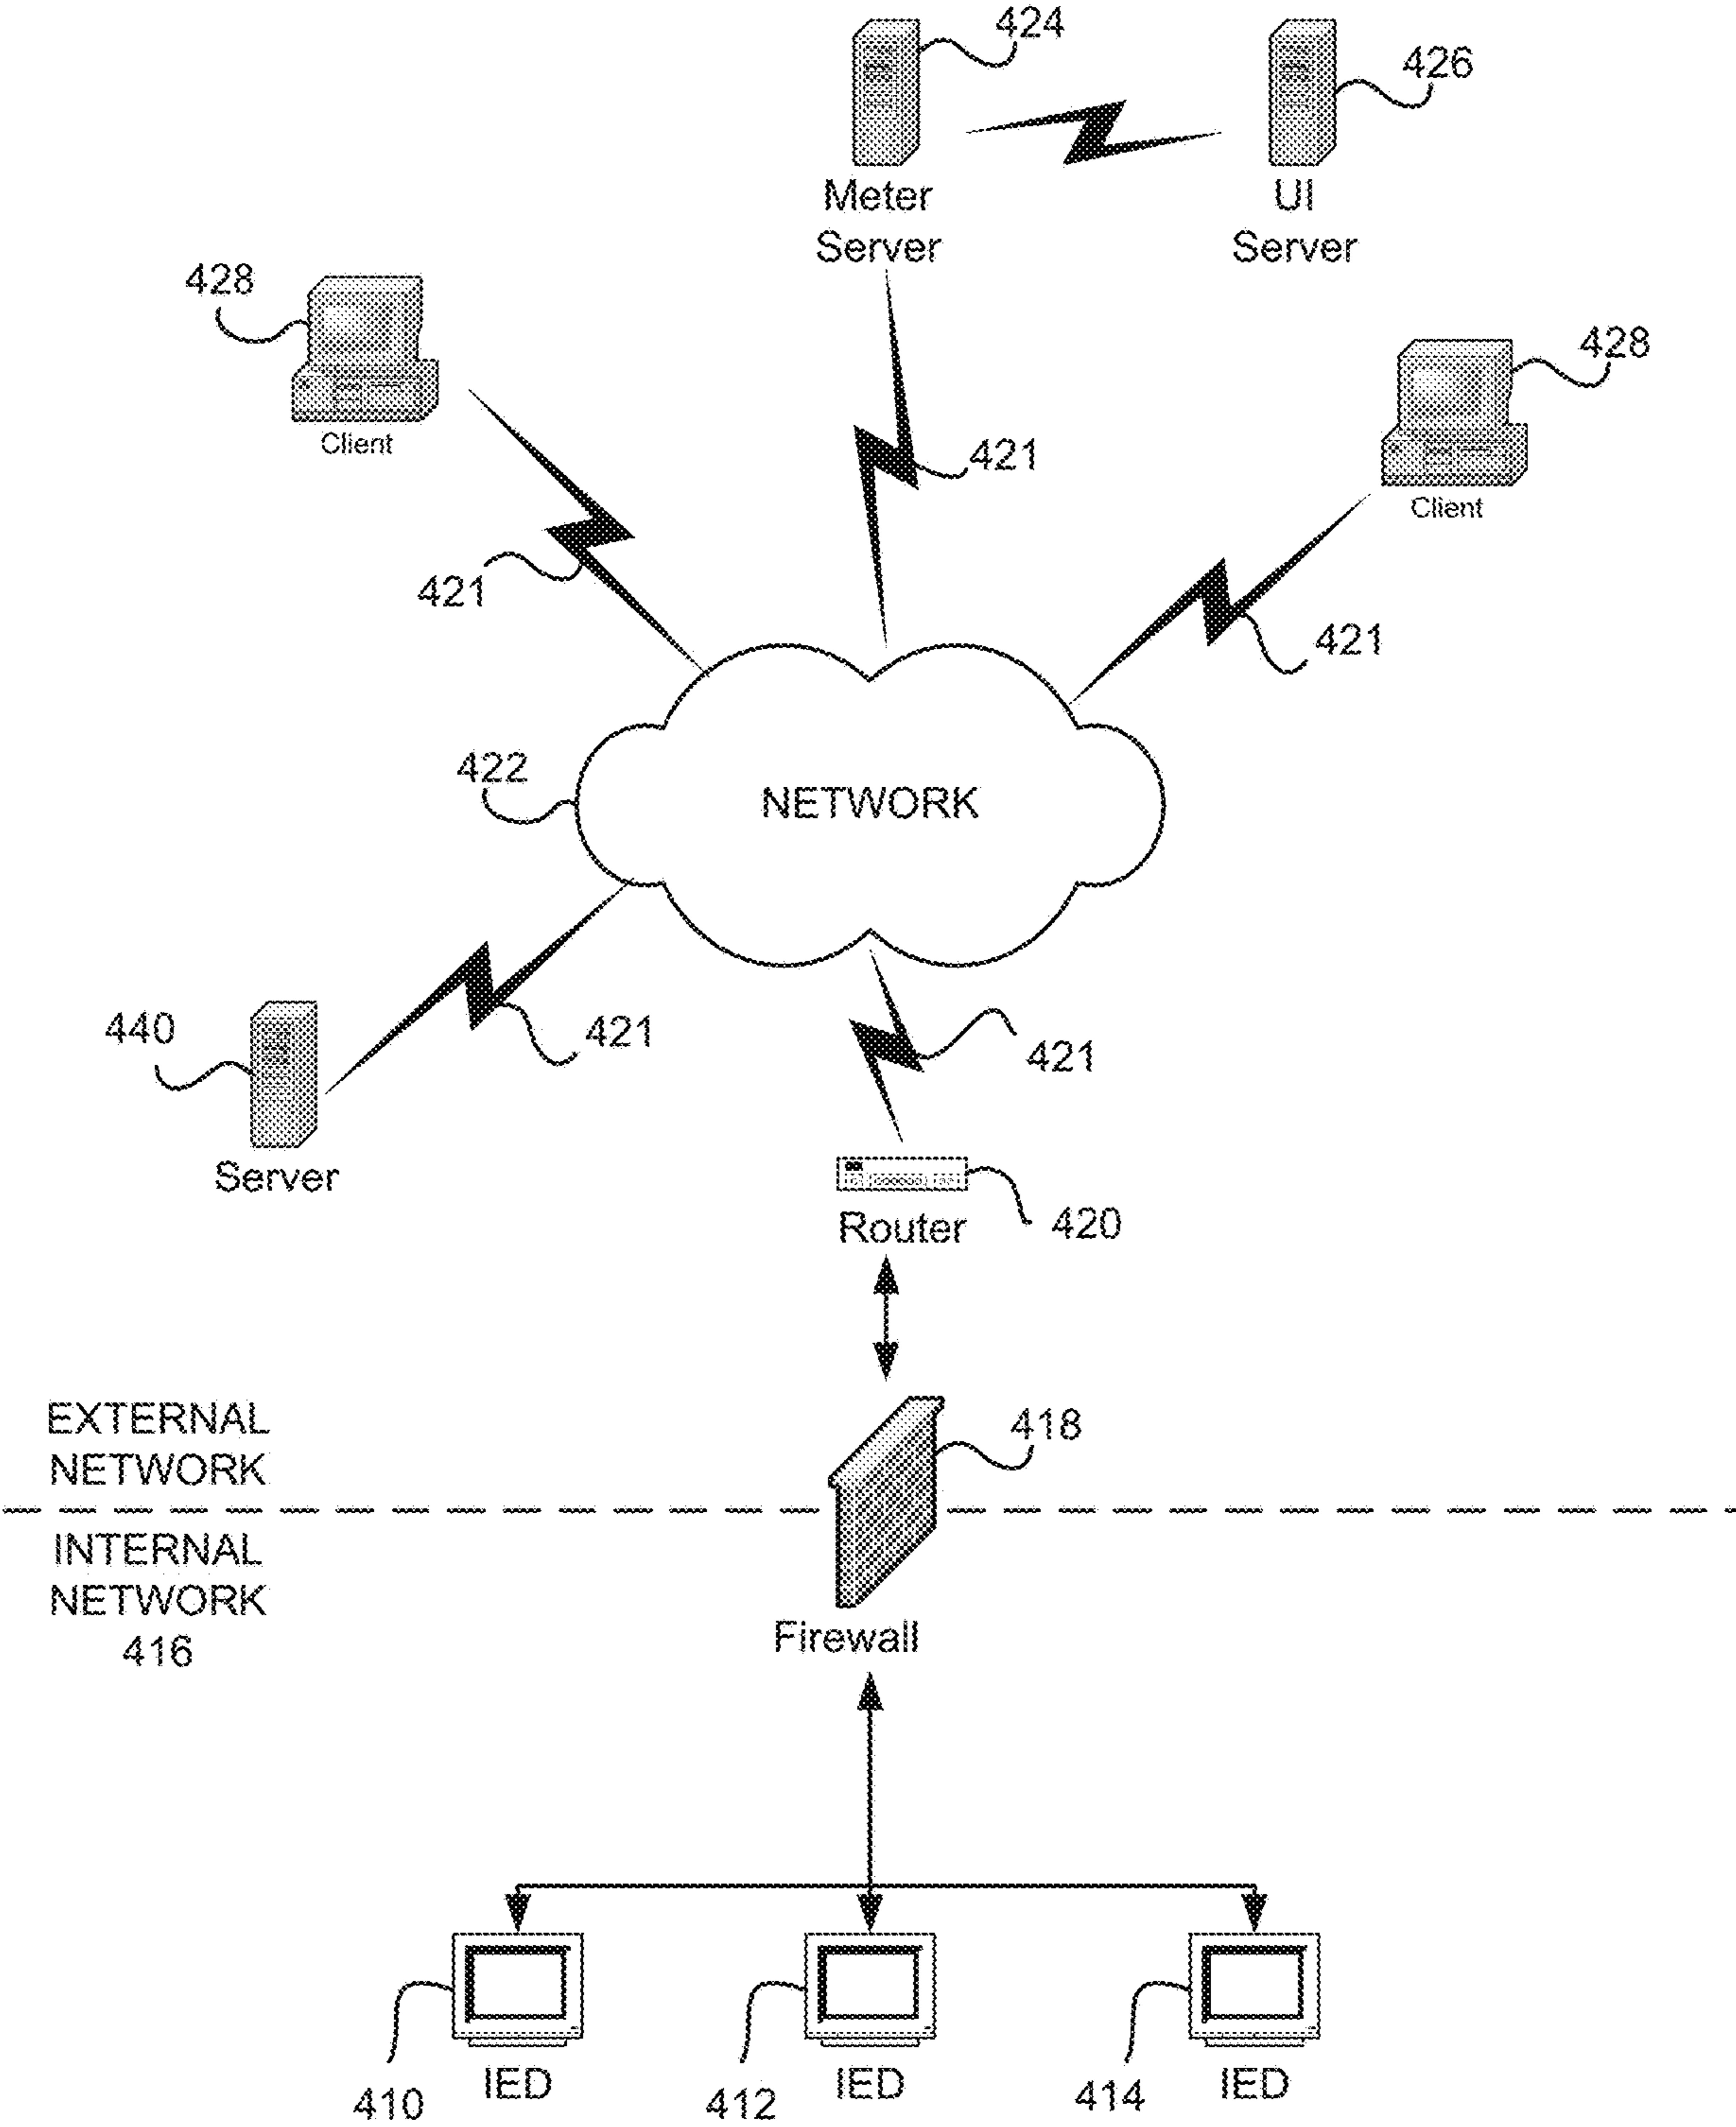 424
426
Meter
Server
UI
Server
428
Client
428
Client
421
421
421
422
NETWORK
440
Server
421
421
Router
420
EXTERNAL
NETWORK
418
INTERNAL
NETWORK
416
Firewall
410
IED
412
IED
414
IED